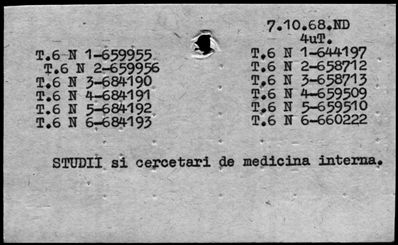 7.10.68.ND
4uT.
T.6 N 1-659955
T.6 N 2-659956
T.6 N 3-684190
T.6 N 4-684191
T.6 N 5-684192
T.6 N 6-684193
T.6 N 1-644197
T.6 N 2-658712
T.6 N 3-658713
T.6 N 4-659509
T.6 N 5-659510
T.6 N 6-660222
STUDII si cercetari de medicina interna.